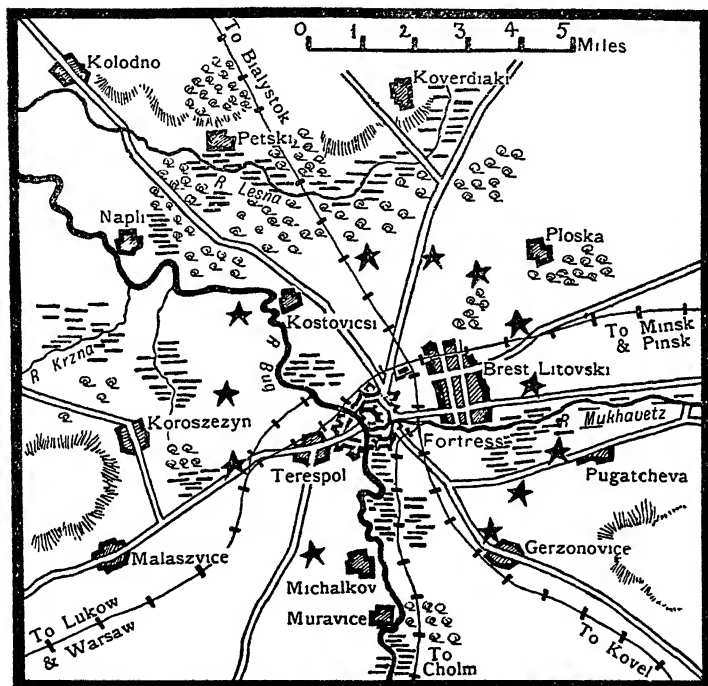 0 1 2 3 4 5
Miles
To Bialystok
Kolodno
Koverdiaki
Petski
R Lesna
Napli
Ploska
Kostovicsi
R Bug
To Minsk
& Pinsk
R Krzna
Brest Litovski
Koroszezyn
R Mukhavetz
Fortress
Terespol
Pugatcheva
Malaszvice
Gerzonovice
Michalkov
Muravice
To Lukow
& Warsaw
To
Cholm
To Kovel